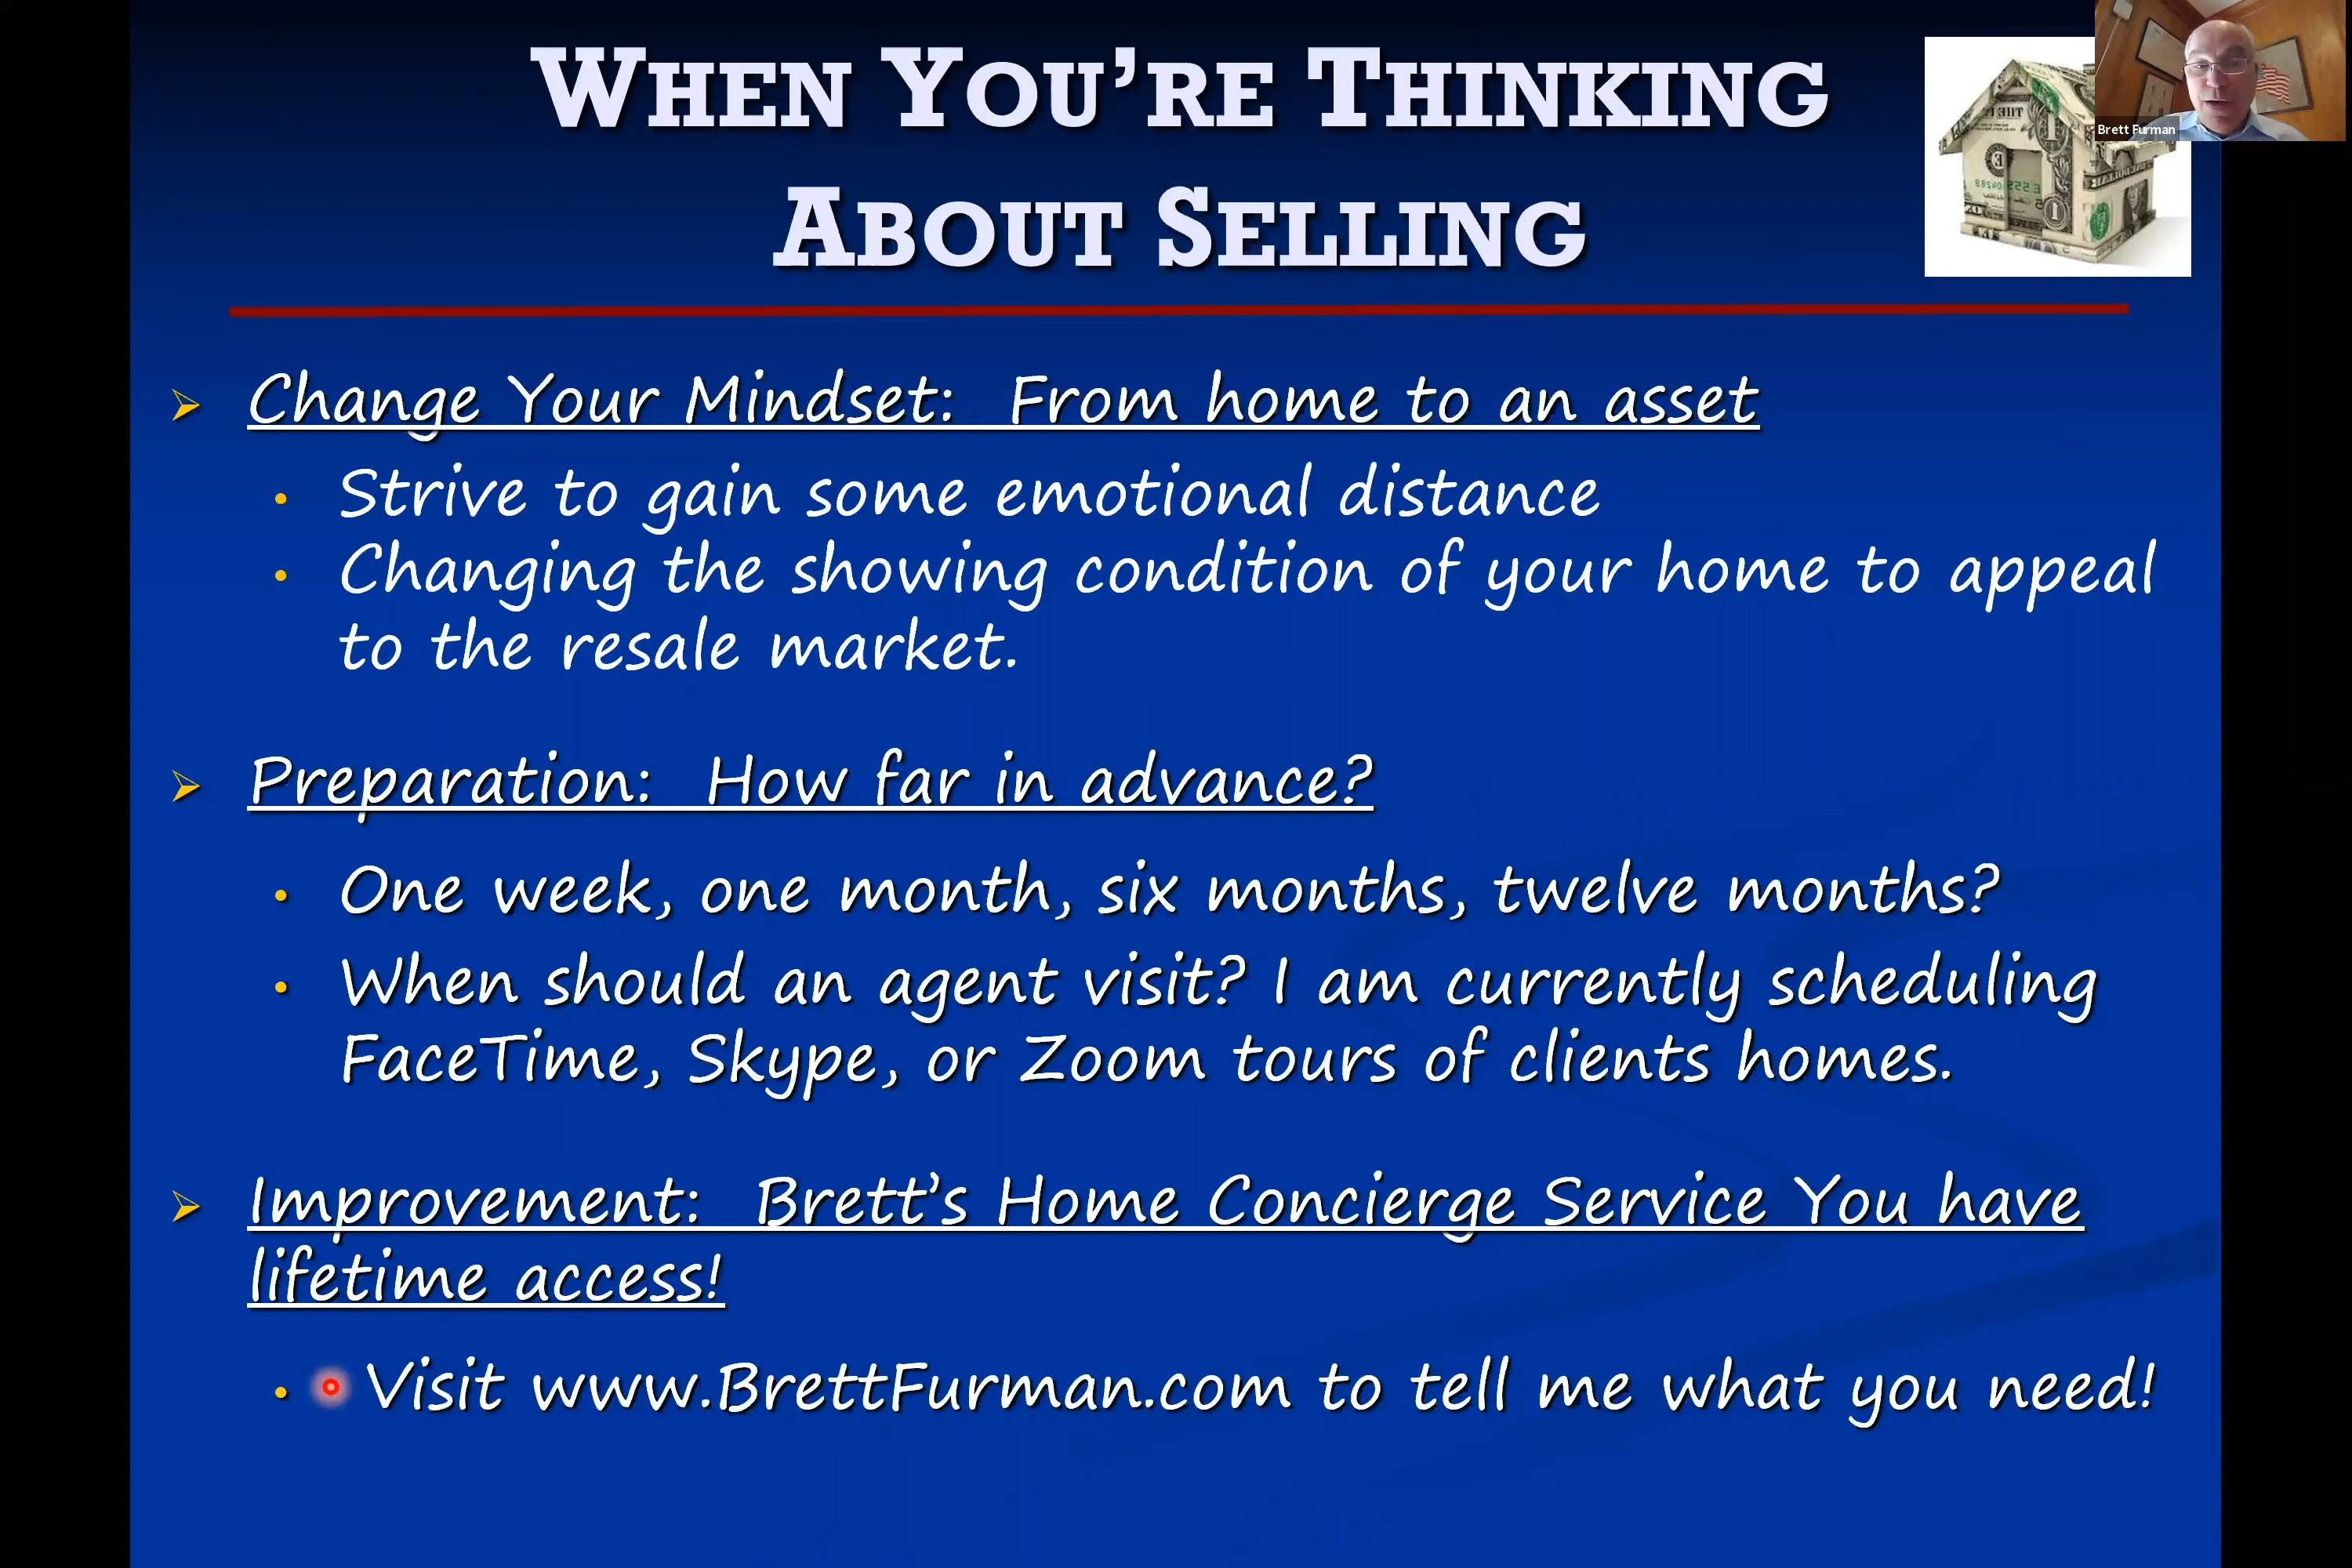 WHEN YOU'RE THINKING
ABOUT SELLING
Brett Furman
Change Your Mindset: From home to an asset
Strive to gain some emotional distance
Changing the showing condition of your home to appeal
to the resale market.
Preparation: How far in advance?
One week, one month, six months, twelve months?
When should an agent visit? I am currently scheduling
FaceTime, Skype, or Zoom tours of clients homes.
Improvement: Brett's Home Concierge Service You have
lifetime access!
Visit www.BrettFurman.com to tell me what you need!